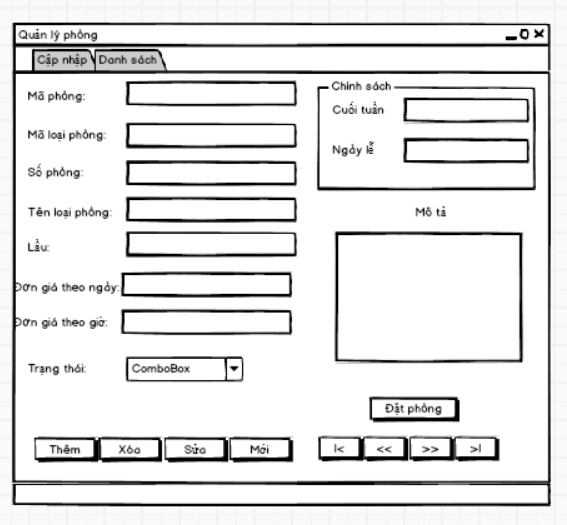 Quản lý phòng
Cập nhập Danh sách
Mã phòng:
Mã loại phòng:
Số phòng:
Tên loại phòng:
Lầu:
Đơn giá theo ngày:
Đơn giá theo giờ:
Trạng thái: ComboBox
Chính sách
Cuối tuần
Ngày lễ
Mô tả
Đặt phòng
Thêm Xóa Sửa Mới
|< << >> >|